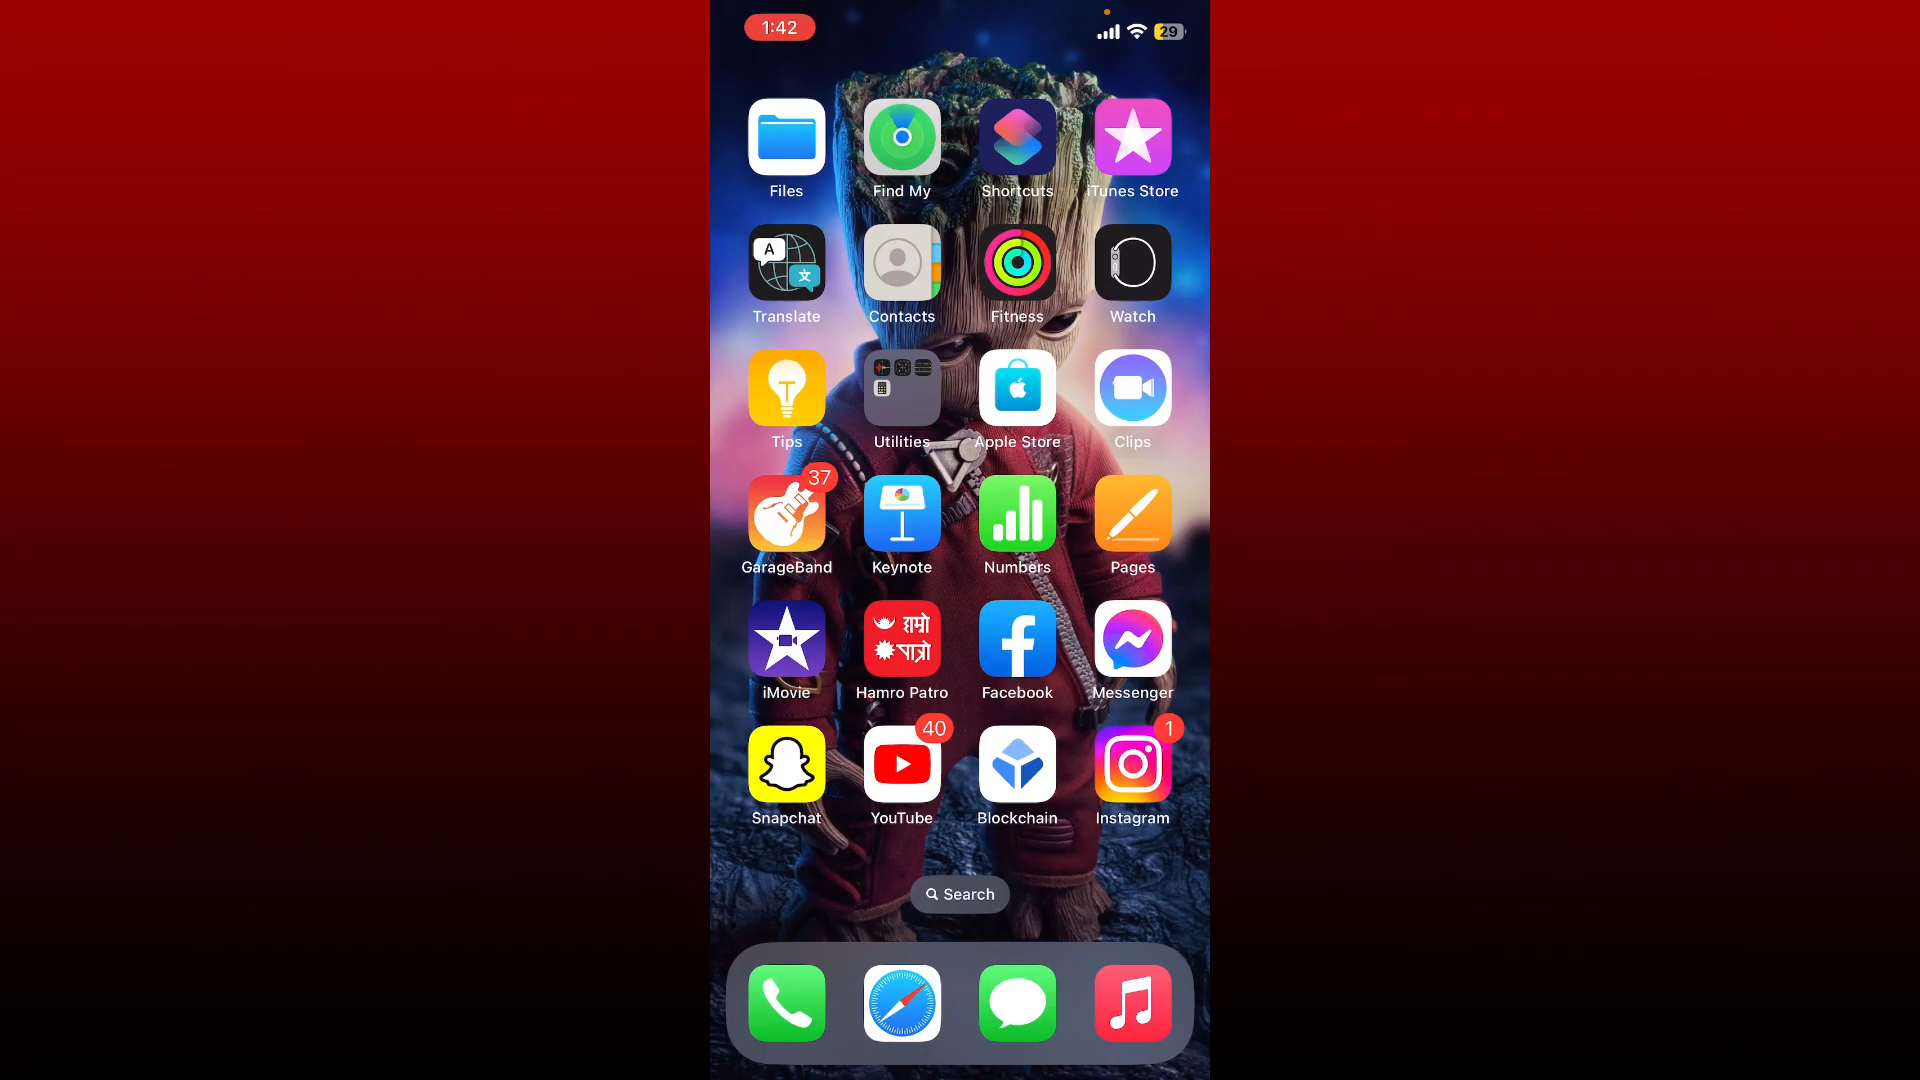 1:42
29
Files
Find My
Shortcuts
iTunes Store
A
文
Translate
Contacts
Fitness
Watch
Tips
Utilities
Apple Store
Clips
37
GarageBand
Keynote
Numbers
Pages
हाम्रो
पात्रो
iMovie
Hamro Patro
Facebook
Messenger
40
1
Snapchat
YouTube
Blockchain
Instagram
Search